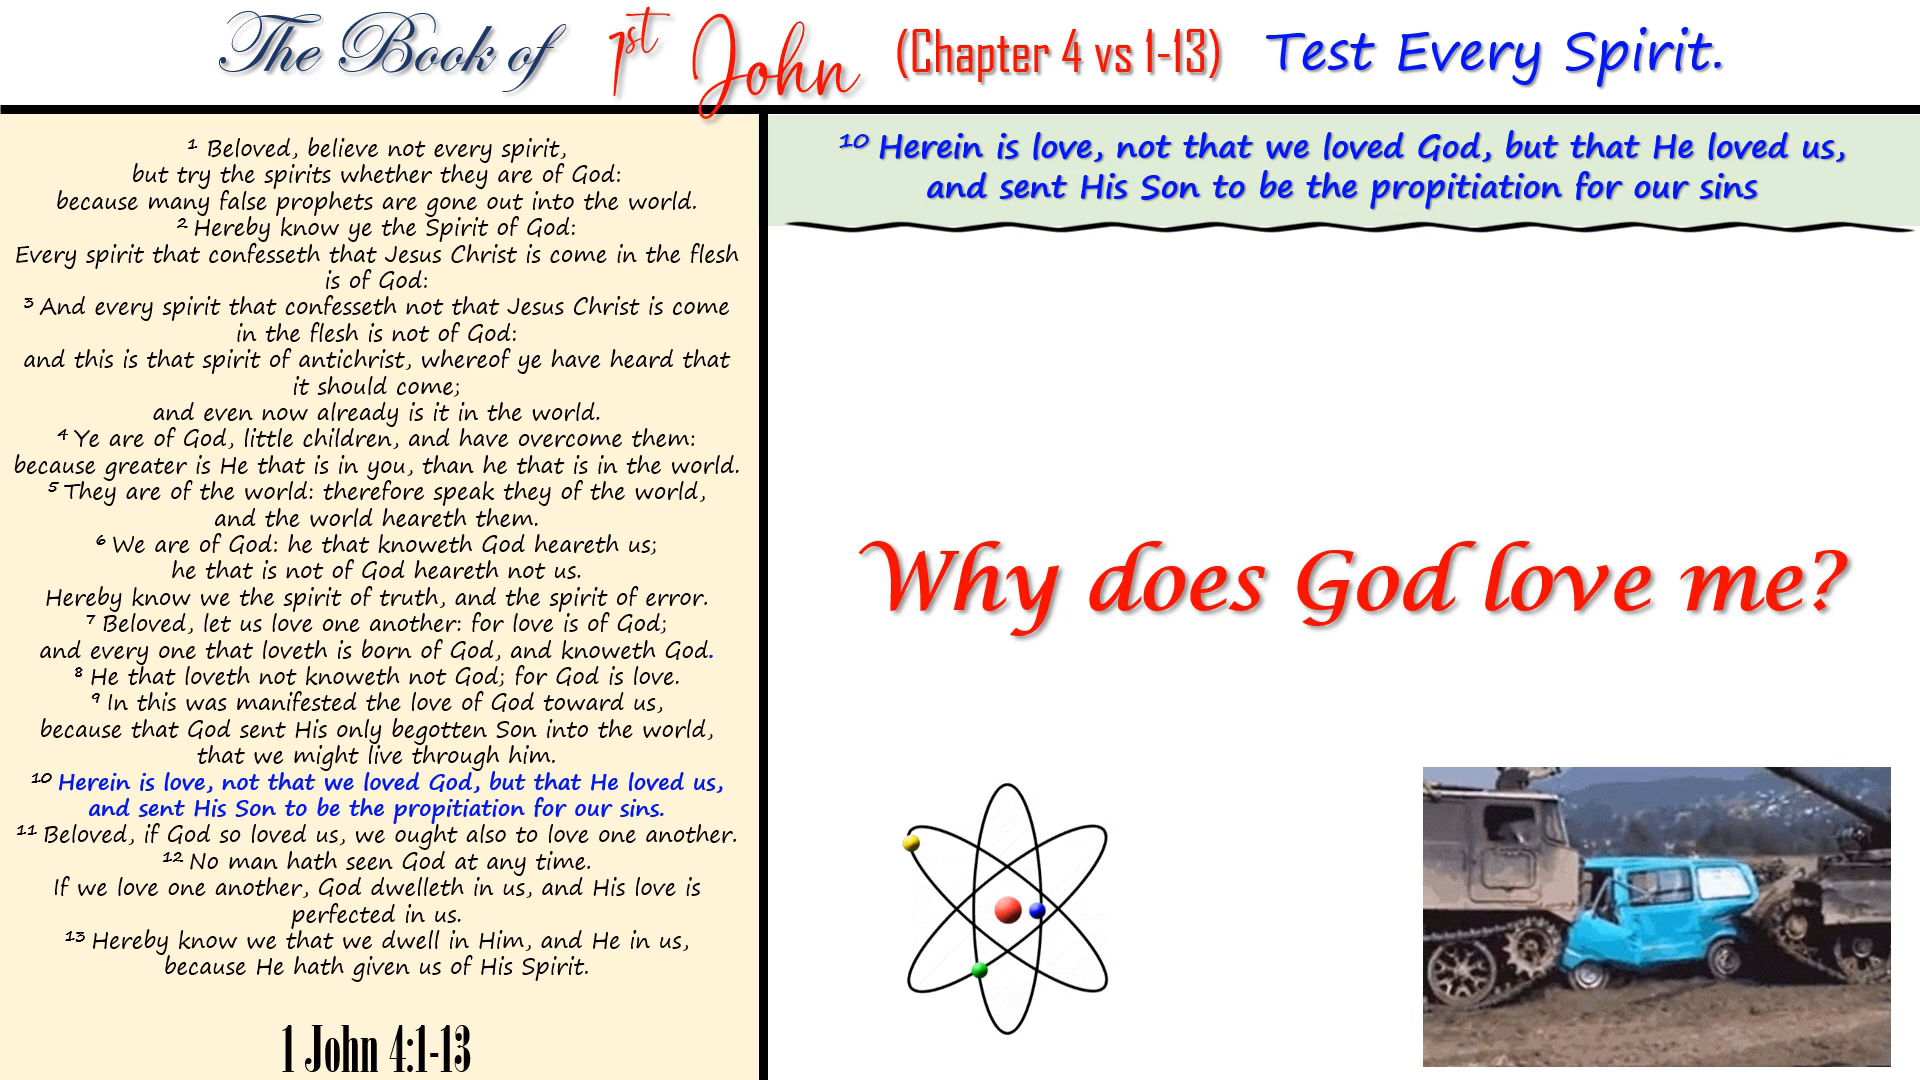 The Book of 1st John (Chapter 4 vs 1-13) Test Every Spirit.
1 Beloved, believe not every spirit,
but try the spirits whether they are of God:
because many false prophets are gone out into the world.
2 Hereby know ye the Spirit of God:
Every spirit that confesseth that Jesus Christ is come in the flesh
is of God:
3 And every spirit that confesseth not that Jesus Christ is come
in the flesh is not of God:
and this is that spirit of antichrist, whereof ye have heard that
it should come;
and even now already is it in the world.
4 Ye are of God, little children, and have overcome them:
because greater is He that is in you, than he that is in the world.
5 They are of the world: therefore speak they of the world,
and the world heareth them.
6 We are of God: he that knoweth God heareth us;
he that is not of God heareth not us.
Hereby know we the spirit of truth, and the spirit of error.
7 Beloved, let us love one another: for love is of God;
and every one that loveth is born of God, and knoweth God.
8 He that loveth not knoweth not God; for God is love.
9 In this was manifested the love of God toward us,
because that God sent His only begotten Son into the world,
that we might live through him.
10 Herein is love, not that we loved God, but that He loved us,
and sent His Son to be the propitiation for our sins.
11 Beloved, if God so loved us, we ought also to love one another.
12 No man hath seen God at any time.
If we love one another, God dwelleth in us, and His love is
perfected in us.
13 Hereby know we that we dwell in Him, and He in us,
because He hath given us of His Spirit.
1 John 4:1-13
10 Herein is love, not that we loved God, but that He loved us,
and sent His Son to be the propitiation for our sins
Why does God love me?